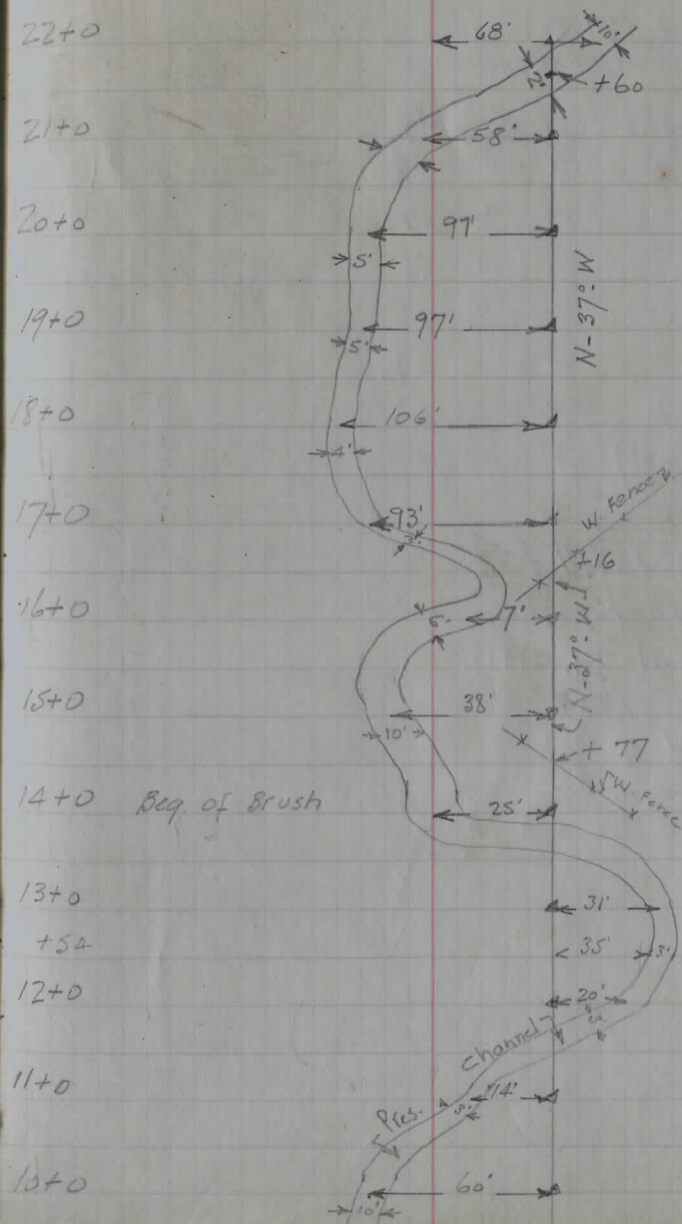 22+0 68' 10'
2' +60
21+0 58'
20+0 97'
5'
N-37°W
19+0 97'
5'
18+0 106'
4'
17+0 93'
W. Fence
+16
16+0 6' 7'
N-37°W
15+0 38'
10'
+77
W. Fence
14+0 Beg. of Brush 25'
13+0 31'
+54 35' 3'
12+0 20'
3'
Channel
11+0 14'
3'
Pres.
10+0 60'
10'